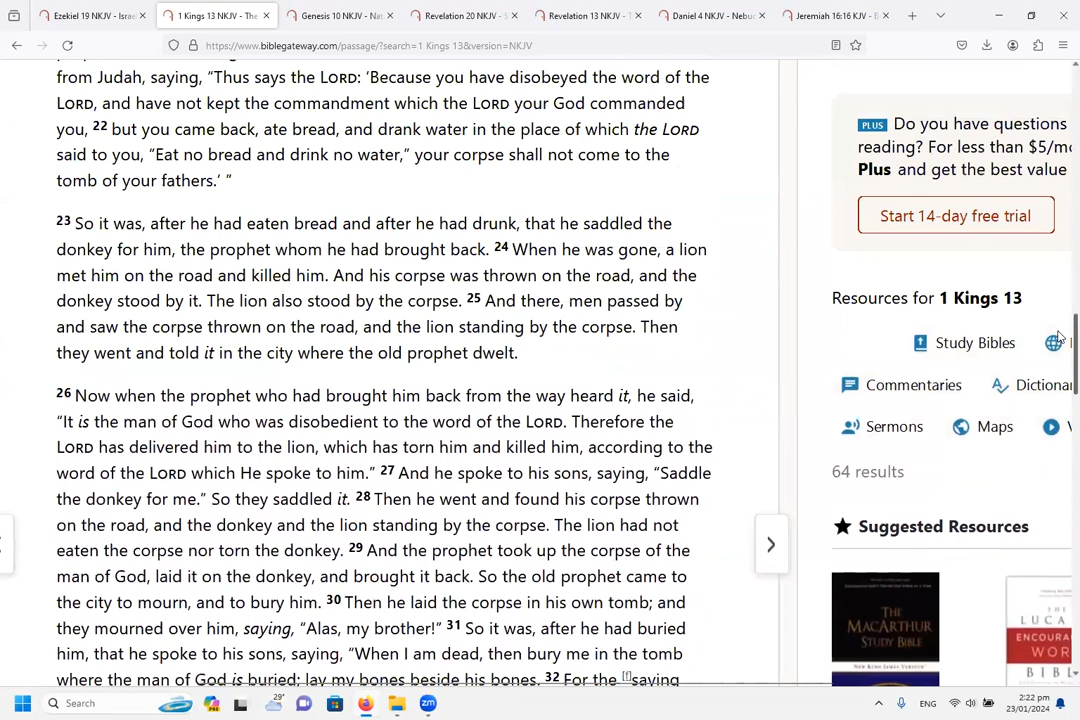 Ezekiel 19 NKJV - Israe
1 Kings 13 NKJV - The
Genesis 10 NKJV - Nat
Revelation 20 NKJV - S
Revelation 13 NKJV - T
Daniel 4 NKJV - Nebuc
Jeremiah 16:16 KJV - B
https://www.biblegateway.com/passage/?search=1 Kings 13&version=NKJV
from Judah, saying, “Thus says the LORD: ‘Because you have disobeyed the word of the
LORD, and have not kept the commandment which the LORD your God commanded
you, 22 but you came back, ate bread, and drank water in the place of which the LORD
said to you, “Eat no bread and drink no water,” your corpse shall not come to the
tomb of your fathers.’ ”
23 So it was, after he had eaten bread and after he had drunk, that he saddled the
donkey for him, the prophet whom he had brought back. 24 When he was gone, a lion
met him on the road and killed him. And his corpse was thrown on the road, and the
donkey stood by it. The lion also stood by the corpse. 25 And there, men passed by
and saw the corpse thrown on the road, and the lion standing by the corpse. Then
they went and told it in the city where the old prophet dwelt.
26 Now when the prophet who had brought him back from the way heard it, he said,
“It is the man of God who was disobedient to the word of the LORD. Therefore the
LORD has delivered him to the lion, which has torn him and killed him, according to the
word of the LORD which He spoke to him.” 27 And he spoke to his sons, saying, “Saddle
the donkey for me.” So they saddled it. 28 Then he went and found his corpse thrown
on the road, and the donkey and the lion standing by the corpse. The lion had not
eaten the corpse nor torn the donkey. 29 And the prophet took up the corpse of the
man of God, laid it on the donkey, and brought it back. So the old prophet came to
the city to mourn, and to bury him. 30 Then he laid the corpse in his own tomb; and
they mourned over him, saying, “Alas, my brother!” 31 So it was, after he had buried
him, that he spoke to his sons, saying, “When I am dead, then bury me in the tomb
where the man of God is buried; lay my bones beside his bones. 32 For the [f]saying
PLUS Do you have questions
reading? For less than $5/mo
Plus and get the best value
Start 14-day free trial
Resources for 1 Kings 13
Study Bibles
Commentaries
Dictionar
Sermons
Maps
V
64 results
Suggested Resources
THE
MACARTHUR
STUDY BIBLE
NEW KING JAMES VERSION
THE
LUCA
ENCOURA
WOR
BIB
Search
29°
ENG
2:22 pm
23/01/2024